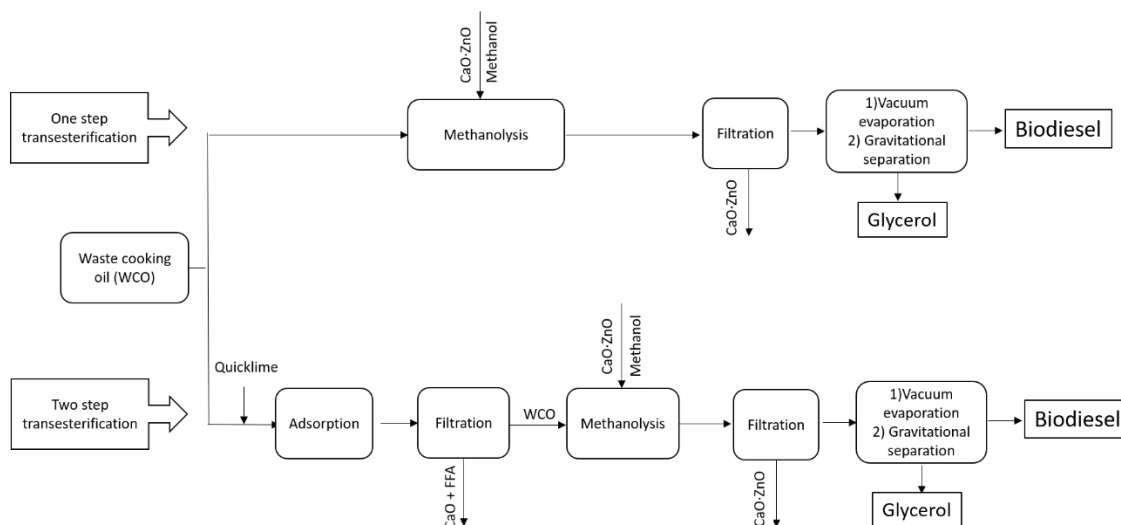 CaO·ZnO
Methanol
One step
transesterification
Methanolysis
Filtration
1)Vacuum
evaporation
2) Gravitational
separation
Biodiesel
CaO·ZnO
Glycerol
Waste cooking
oil (WCO)
CaO·ZnO
Methanol
Quicklime
Two step
transesterification
Adsorption
Filtration
WCO
Methanolysis
Filtration
1)Vacuum
evaporation
2) Gravitational
separation
Biodiesel
CaO + FFA
CaO·ZnO
Glycerol